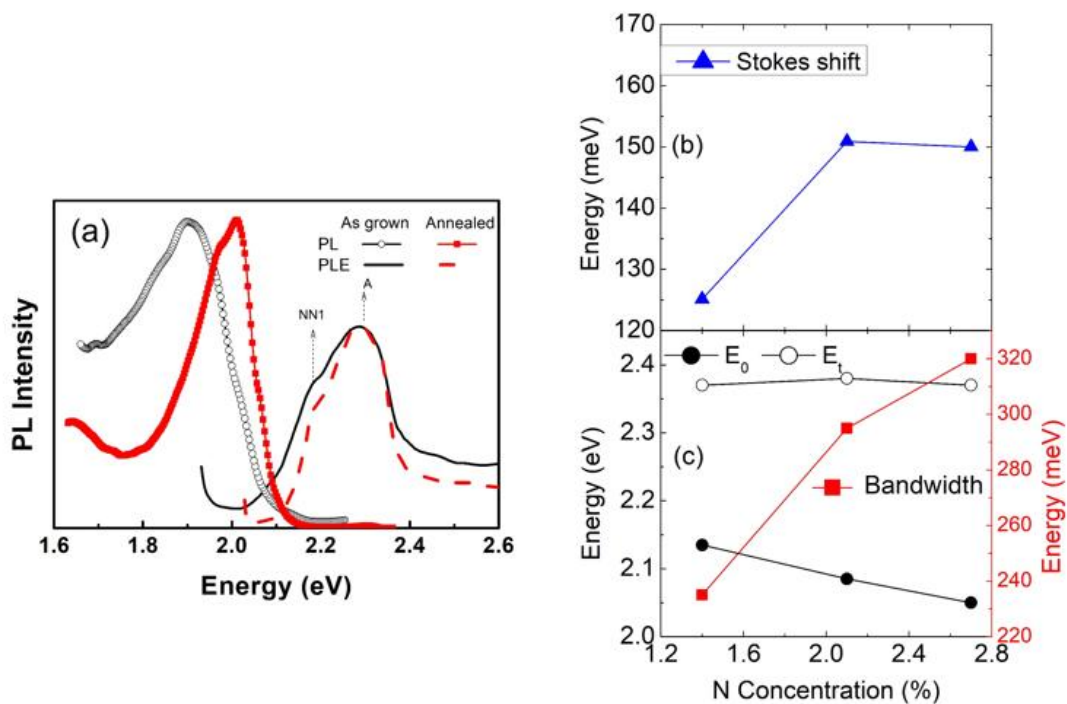 (a)
As grown Annealed
PL
PLE
NN1
A
PL Intensity
1.6 1.8 2.0 2.2 2.4 2.6
Energy (eV)
170
160
150
140
130
120
Energy (meV)
Stokes shift
(b)
2.4
2.3
2.2
2.1
2.0
Energy (eV)
E₀ Eₜ
(c)
Bandwidth
320
300
280
260
240
220
Energy (meV)
1.2 1.6 2.0 2.4 2.8
N Concentration (%)